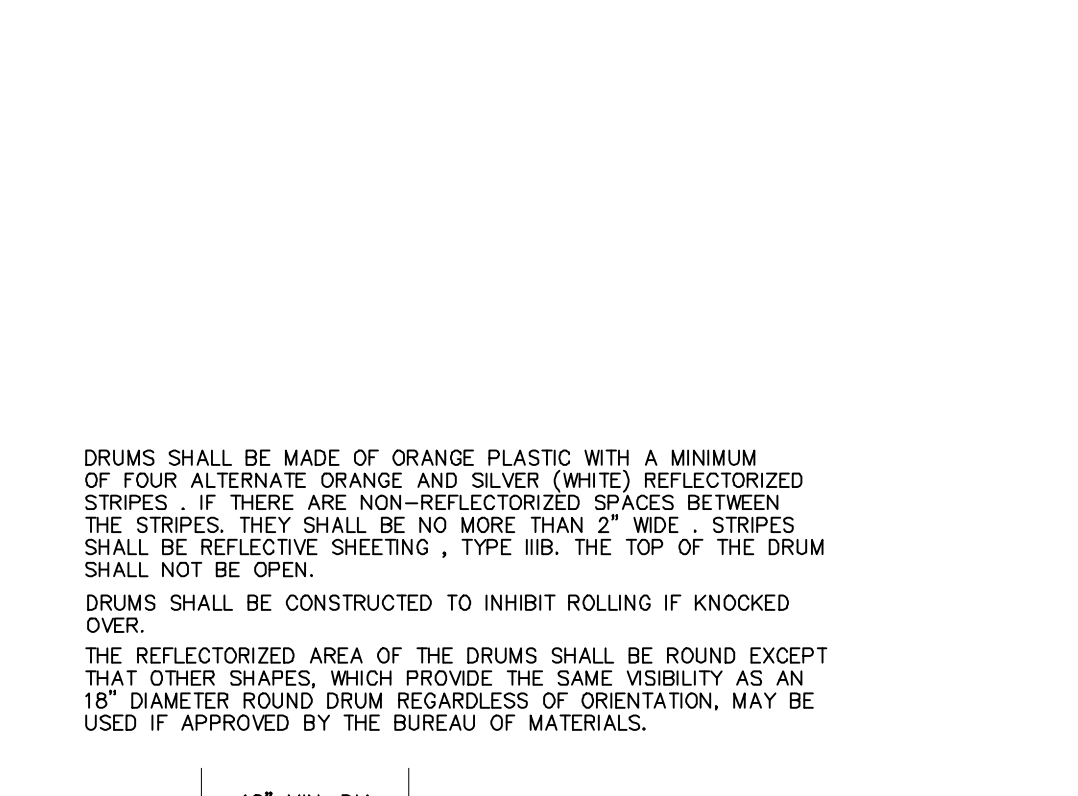 DRUMS SHALL BE MADE OF ORANGE PLASTIC WITH A MINIMUM
OF FOUR ALTERNATE ORANGE AND SILVER (WHITE) REFLECTORIZED
STRIPES . IF THERE ARE NON-REFLECTORIZED SPACES BETWEEN
THE STRIPES. THEY SHALL BE NO MORE THAN 2" WIDE . STRIPES
SHALL BE REFLECTIVE SHEETING , TYPE IIIB. THE TOP OF THE DRUM
SHALL NOT BE OPEN.
DRUMS SHALL BE CONSTRUCTED TO INHIBIT ROLLING IF KNOCKED
OVER.
THE REFLECTORIZED AREA OF THE DRUMS SHALL BE ROUND EXCEPT
THAT OTHER SHAPES, WHICH PROVIDE THE SAME VISIBILITY AS AN
18" DIAMETER ROUND DRUM REGARDLESS OF ORIENTATION, MAY BE
USED IF APPROVED BY THE BUREAU OF MATERIALS.